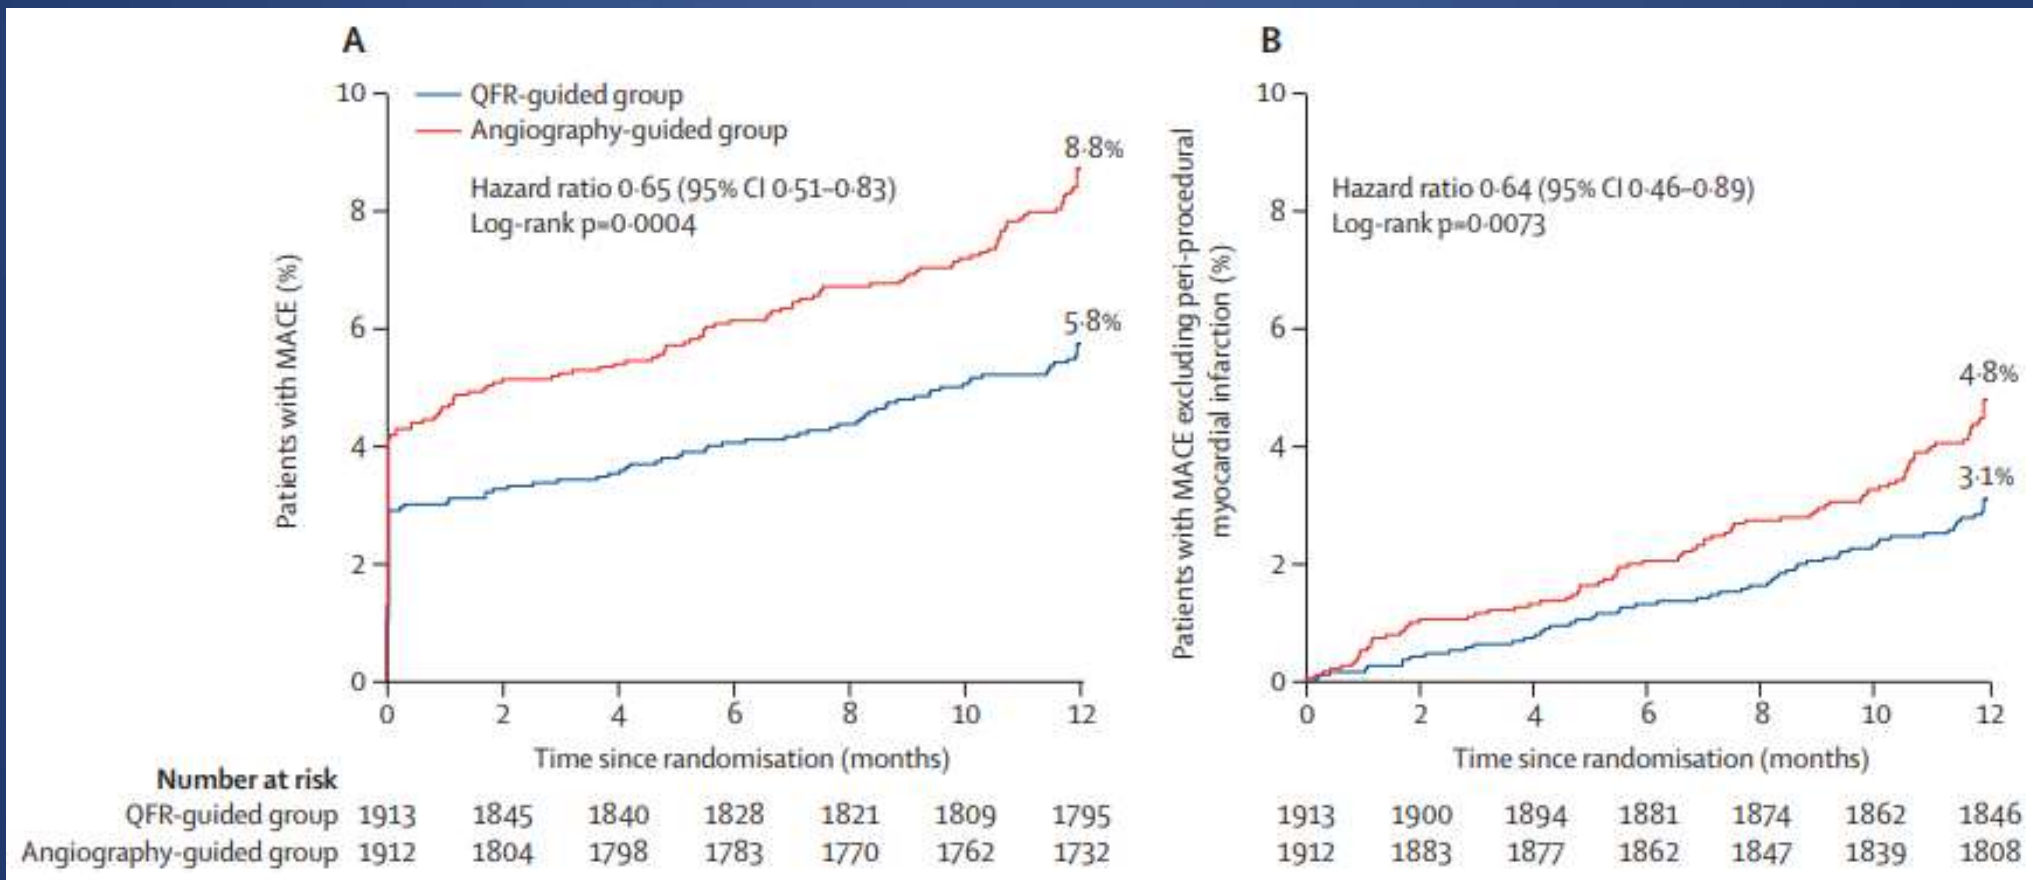 A
10
8
6
4
2
0
Patients with MACE (%)
QFR-guided group
Angiography-guided group
Hazard ratio 0·65 (95% CI 0·51–0·83)
Log-rank p=0·0004
8·8%
5·8%
0 2 4 6 8 10 12
Time since randomisation (months)
B
10
8
6
4
2
0
Patients with MACE excluding peri-procedural
myocardial infarction (%)
Hazard ratio 0·64 (95% CI 0·46–0·89)
Log-rank p=0·0073
4·8%
3·1%
0 2 4 6 8 10 12
Time since randomisation (months)
Number at risk
QFR-guided group 1913 1845 1840 1828 1821 1809 1795 1913 1900 1894 1881 1874 1862 1846
Angiography-guided group 1912 1804 1798 1783 1770 1762 1732 1912 1883 1877 1862 1847 1839 1808